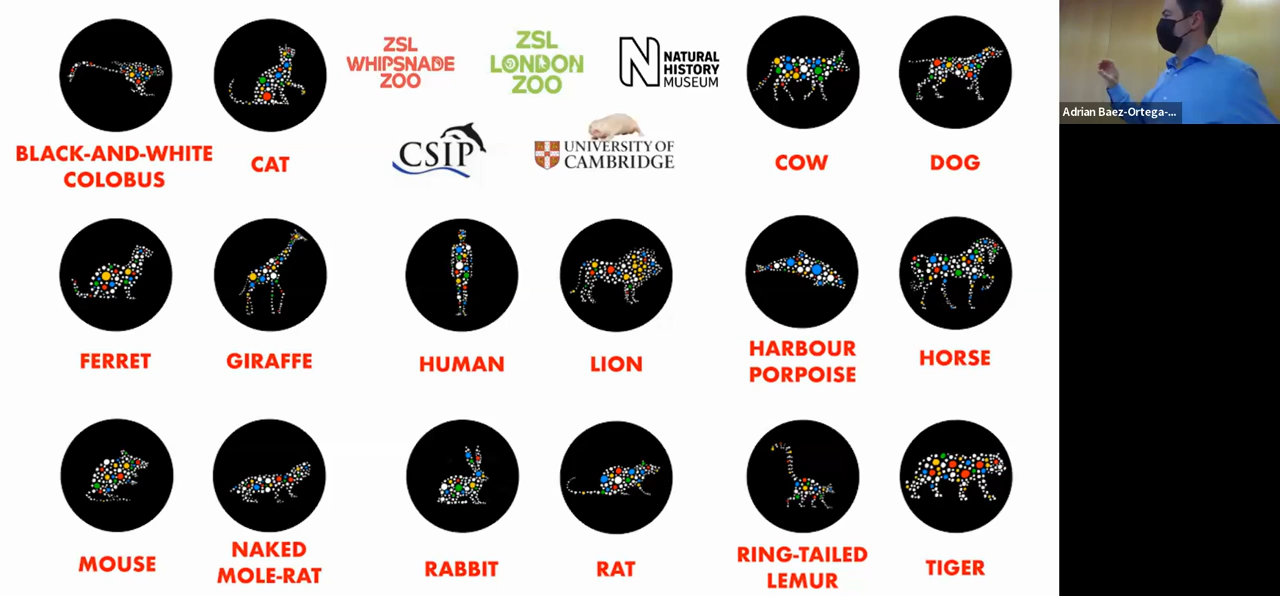 ZSL
WHIPSNADE
ZOO
ZSL
LONDON
ZOO
NATURAL
HISTORY
MUSEUM
Adrian Baez-Ortega-...
CSIP
UNIVERSITY OF
CAMBRIDGE
BLACK-AND-WHITE
COLOBUS
CAT
COW
DOG
FERRET
GIRAFFE
HUMAN
LION
HARBOUR
PORPOISE
HORSE
MOUSE
NAKED
MOLE-RAT
RABBIT
RAT
RING-TAILED
LEMUR
TIGER